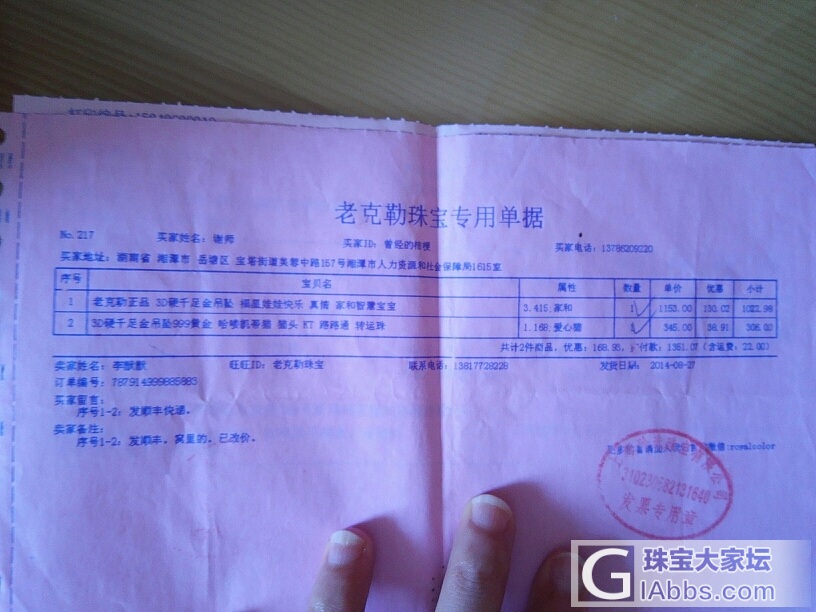 老克勒珠宝专用单据
No.217 买家姓名: 谢帅 买家ID: 曾经的桔梗 买家电话: 13786209220
买家地址: 湖南省 湘潭市 岳塘区 宝塔街道芙蓉中路157号湘潭市人力资源和社会保障局1615室
序号 宝贝名 属性 数量 单价 优惠 小计
1 老克勒正品 3D硬千足金吊坠 福星娃娃快乐 真情 家和智慧宝宝 3.415:家和 1 1153.00 130.02 1022.98
2 3D硬千足金吊坠999黄金 哈喽凯蒂猫 猫头 KT 路路通 转运珠 1.168:爱心猫 345.00 38.91
共计2件商品, 优惠: 168.93, 付款: 1351.07(含运费: 22.00)
卖家姓名: 李默默 旺旺ID: 老克勒珠宝 联系电话: 13817728228 发货日期: 2014-08-27
订单编号: 787914999885883
买家留言:
序号1-2: 发顺丰快递。
卖家备注:
序号1-2: 发顺丰。窝里的。已改价。
微信:rowalcolor
310230582131640
发票专用章
G 珠宝大家坛
GIAbbs.com